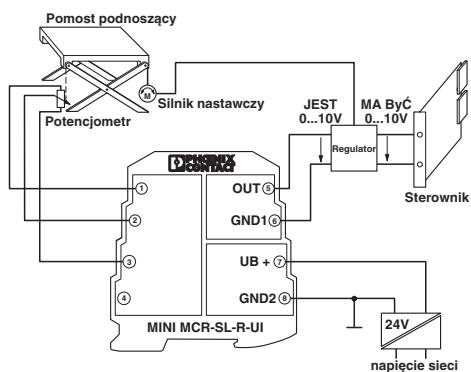 Pomost podnoszący
M
Silnik nastawczy
Potencjometr
JEST
0...10V
MA ByĆ
0...10V
Regulator
Sterownik
PHŒNIX
CONTACT
1
OUT 5
2
GND1 6
3
UB + 7
4
GND2 8
MINI MCR-SL-R-UI
24V
napięcie sieci